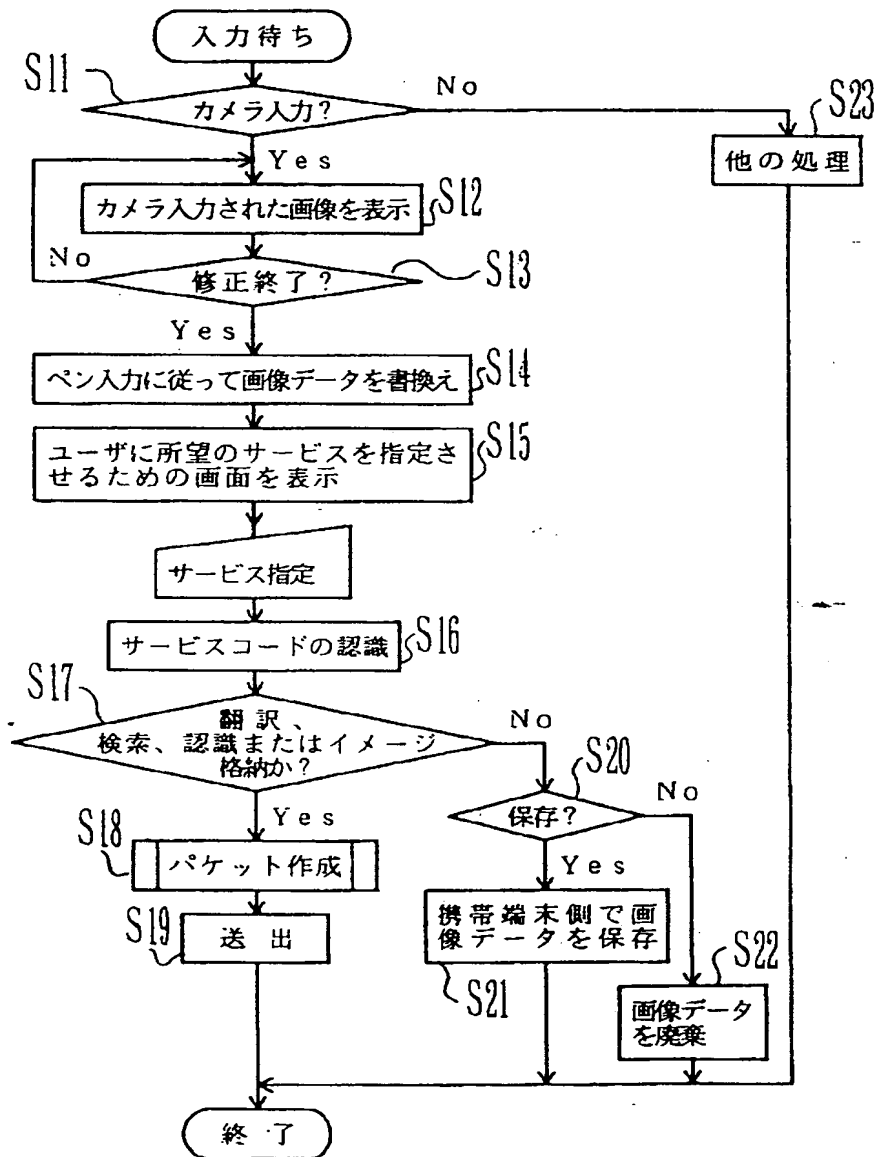 入力待ち
S11
カメラ入力?
No
S23
他の処理
Yes
カメラ入力された画像を表示
S12
No
修正終了?
S13
Yes
ペン入力に従って画像データを書換え
S14
ユーザに所望のサービスを指定さ
せるための画面を表示
S15
サービス指定
サービスコードの認識
S16
S17
翻訳、
検索、認識またはイメージ
格納か?
No
S20
保存?
No
Yes
S18
パケット作成
Yes
S19
送出
携帯端末側で画
像データを保存
S21
S22
画像データ
を廃棄
終了